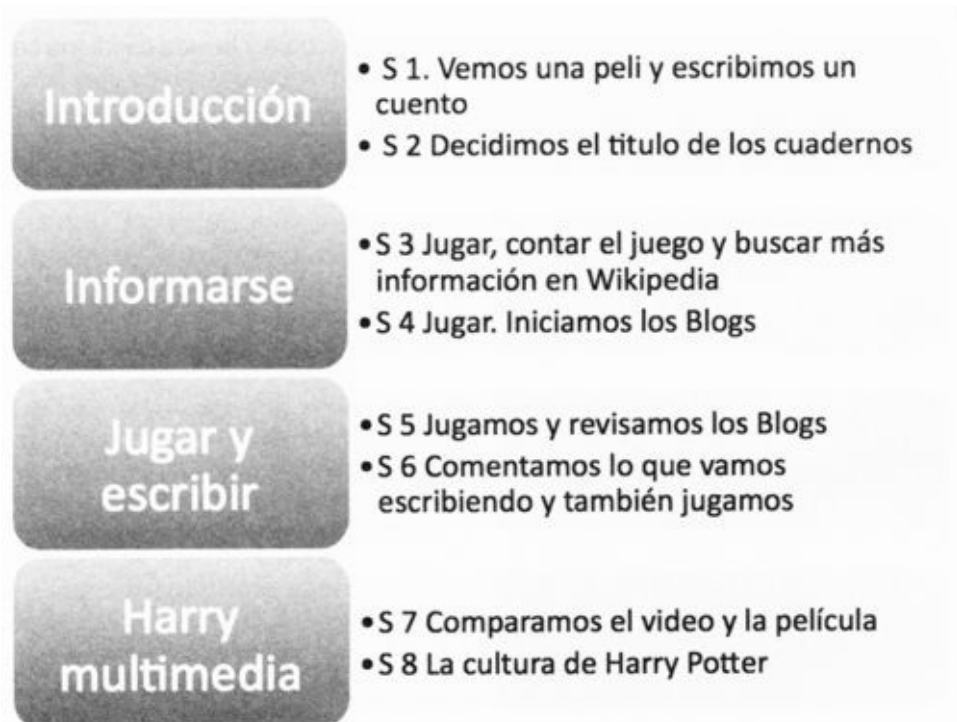 Introducción
• S 1. Vemos una peli y escribimos un
cuento
• S 2 Decidimos el titulo de los cuadernos
Informarse
• S 3 Jugar, contar el juego y buscar más
información en Wikipedia
• S 4 Jugar. Iniciamos los Blogs
Jugar y
escribir
• S 5 Jugamos y revisamos los Blogs
• S 6 Comentamos lo que vamos
escribiendo y también jugamos
Harry
multimedia
• S 7 Comparamos el video y la película
• S 8 La cultura de Harry Potter